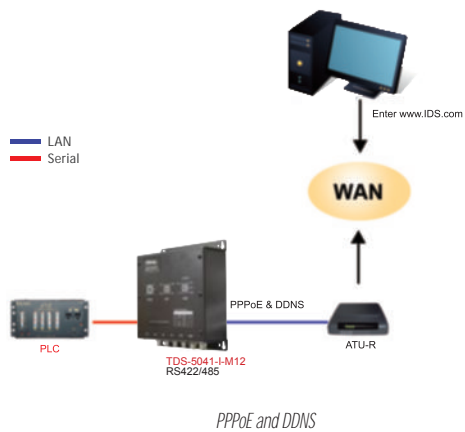 Enter www.IDS.com
LAN
Serial
WAN
PPPoE & DDNS
PLC
TDS-5041-I-M12
RS422/485
ATU-R
PPPoE and DDNS